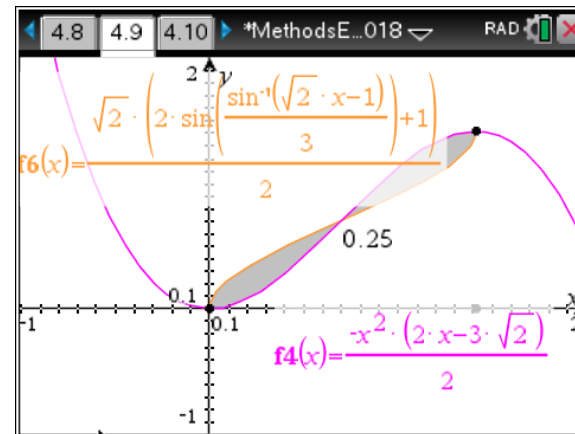 4.8 4.9 4.10 *MethodsE...018 RAD
2 y
f6(x)=√2·(2·sin(sin⁻¹(√2·x-1)/3)+1)/2
0.25
0.1 x
-1 0.1 2
f4(x)=-x²·(2·x-3·√2)/2
-1